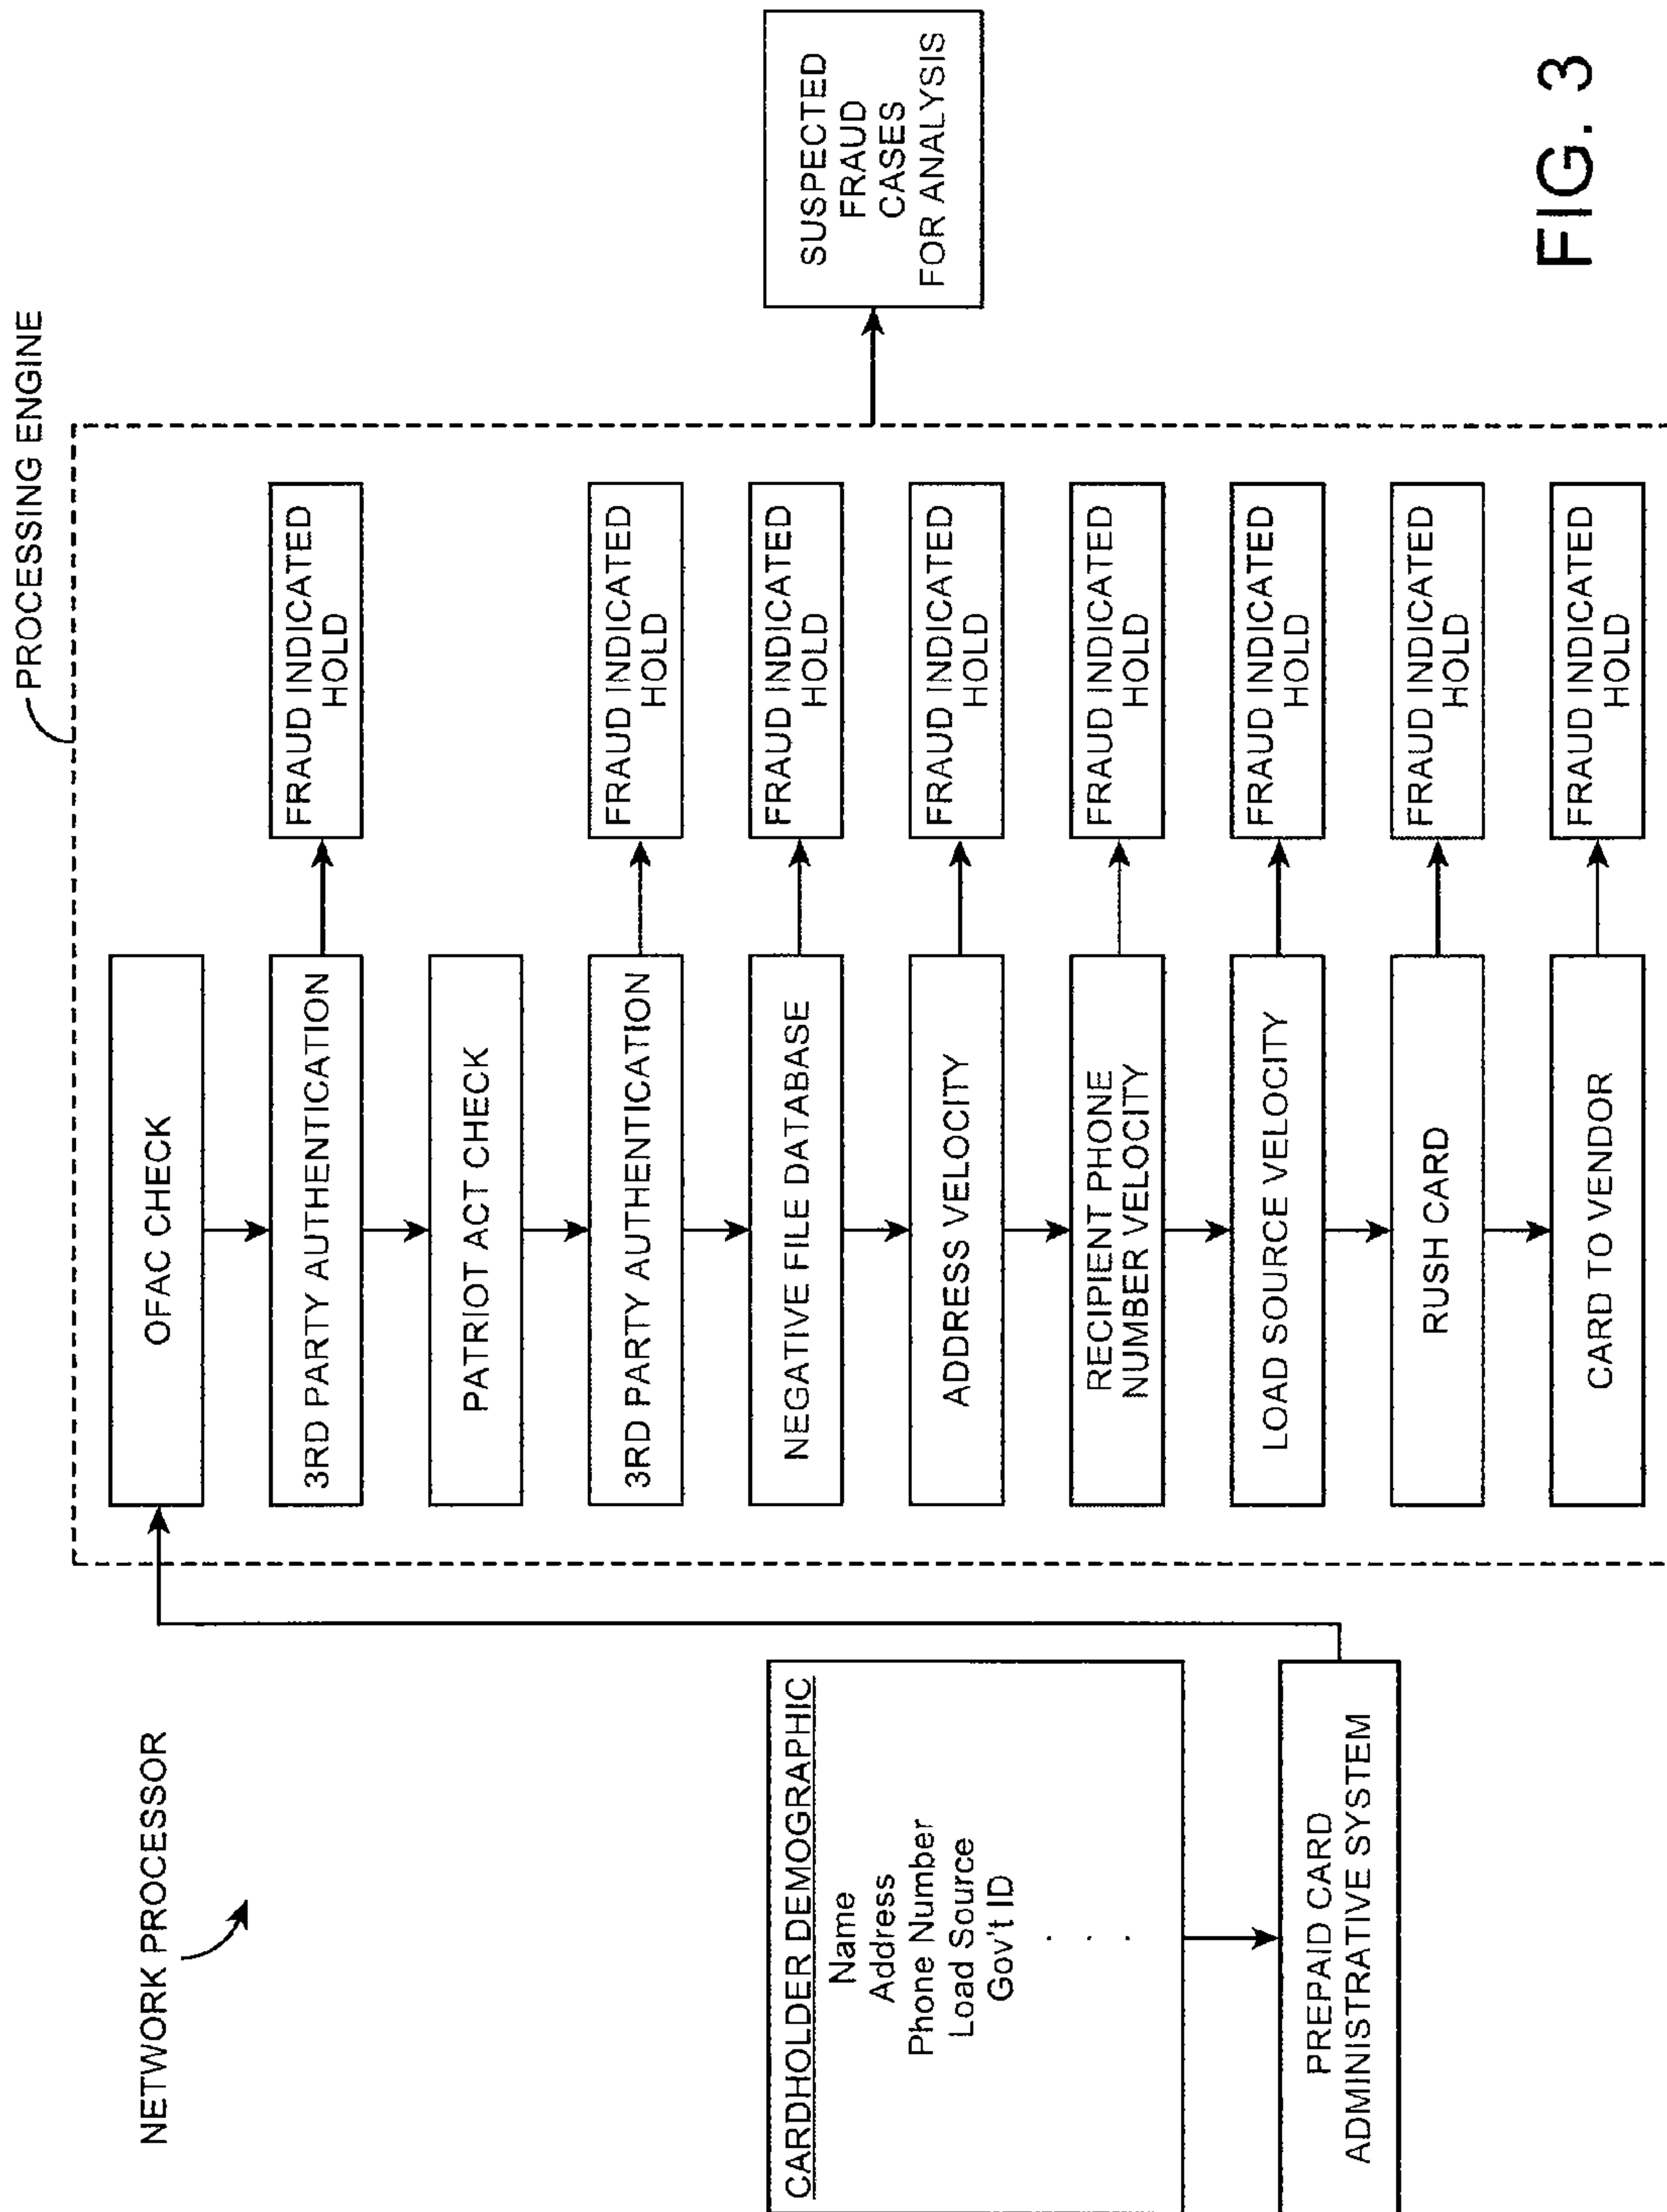 NETWORK PROCESSOR
CARDHOLDER DEMOGRAPHIC
Name
Address
Phone Number
Load Source
Gov't ID
. . .
PREPAID CARD
ADMINISTRATIVE SYSTEM
PROCESSING ENGINE
OFAC CHECK
3RD PARTY AUTHENTICATION
FRAUD INDICATED
HOLD
PATRIOT ACT CHECK
3RD PARTY AUTHENTICATION
FRAUD INDICATED
HOLD
NEGATIVE FILE DATABASE
FRAUD INDICATED
HOLD
ADDRESS VELOCITY
FRAUD INDICATED
HOLD
RECIPIENT PHONE
NUMBER VELOCITY
FRAUD INDICATED
HOLD
LOAD SOURCE VELOCITY
FRAUD INDICATED
HOLD
RUSH CARD
FRAUD INDICATED
HOLD
CARD TO VENDOR
FRAUD INDICATED
HOLD
SUSPECTED
FRAUD
CASES
FOR ANALYSIS
FIG. 3